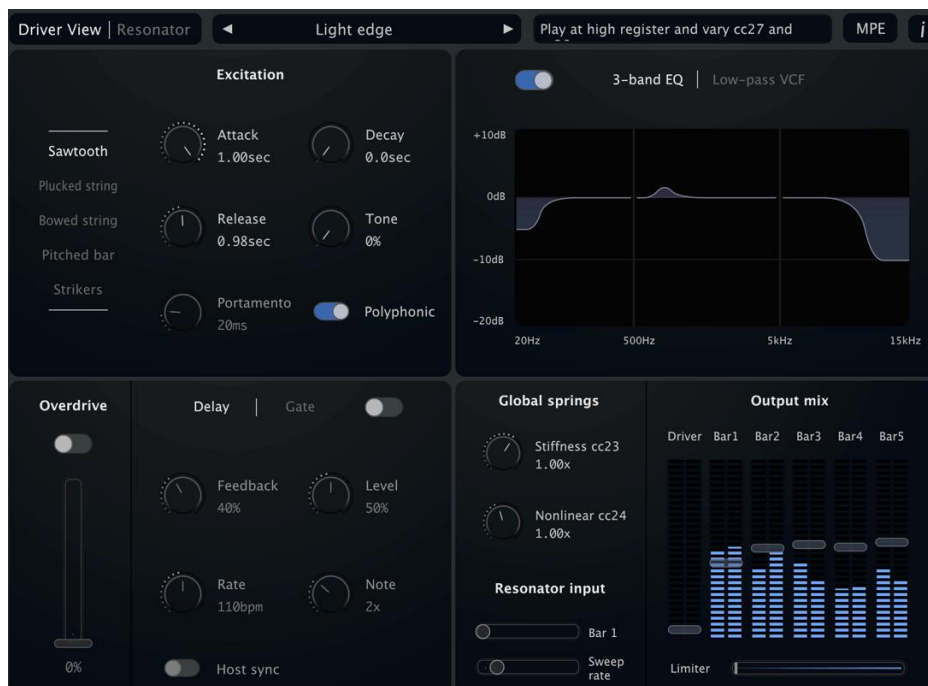 Driver View | Resonator
Light edge
Play at high register and vary cc27 and
MPE
i
Excitation
Sawtooth
Plucked string
Bowed string
Pitched bar
Strikers
Attack
1.00sec
Decay
0.0sec
Release
0.98sec
Tone
0%
Portamento
20ms
Polyphonic
3-band EQ | Low-pass VCF
+10dB
0dB
-10dB
-20dB
20Hz 500Hz 5kHz 15kHz
Overdrive
0%
Delay | Gate
Feedback
40%
Level
50%
Rate
110bpm
Note
2x
Host sync
Global springs
Stiffness cc23
1.00x
Nonlinear cc24
1.00x
Resonator input
Bar 1
Sweep
rate
Output mix
Driver Bar1 Bar2 Bar3 Bar4 Bar5
Limiter